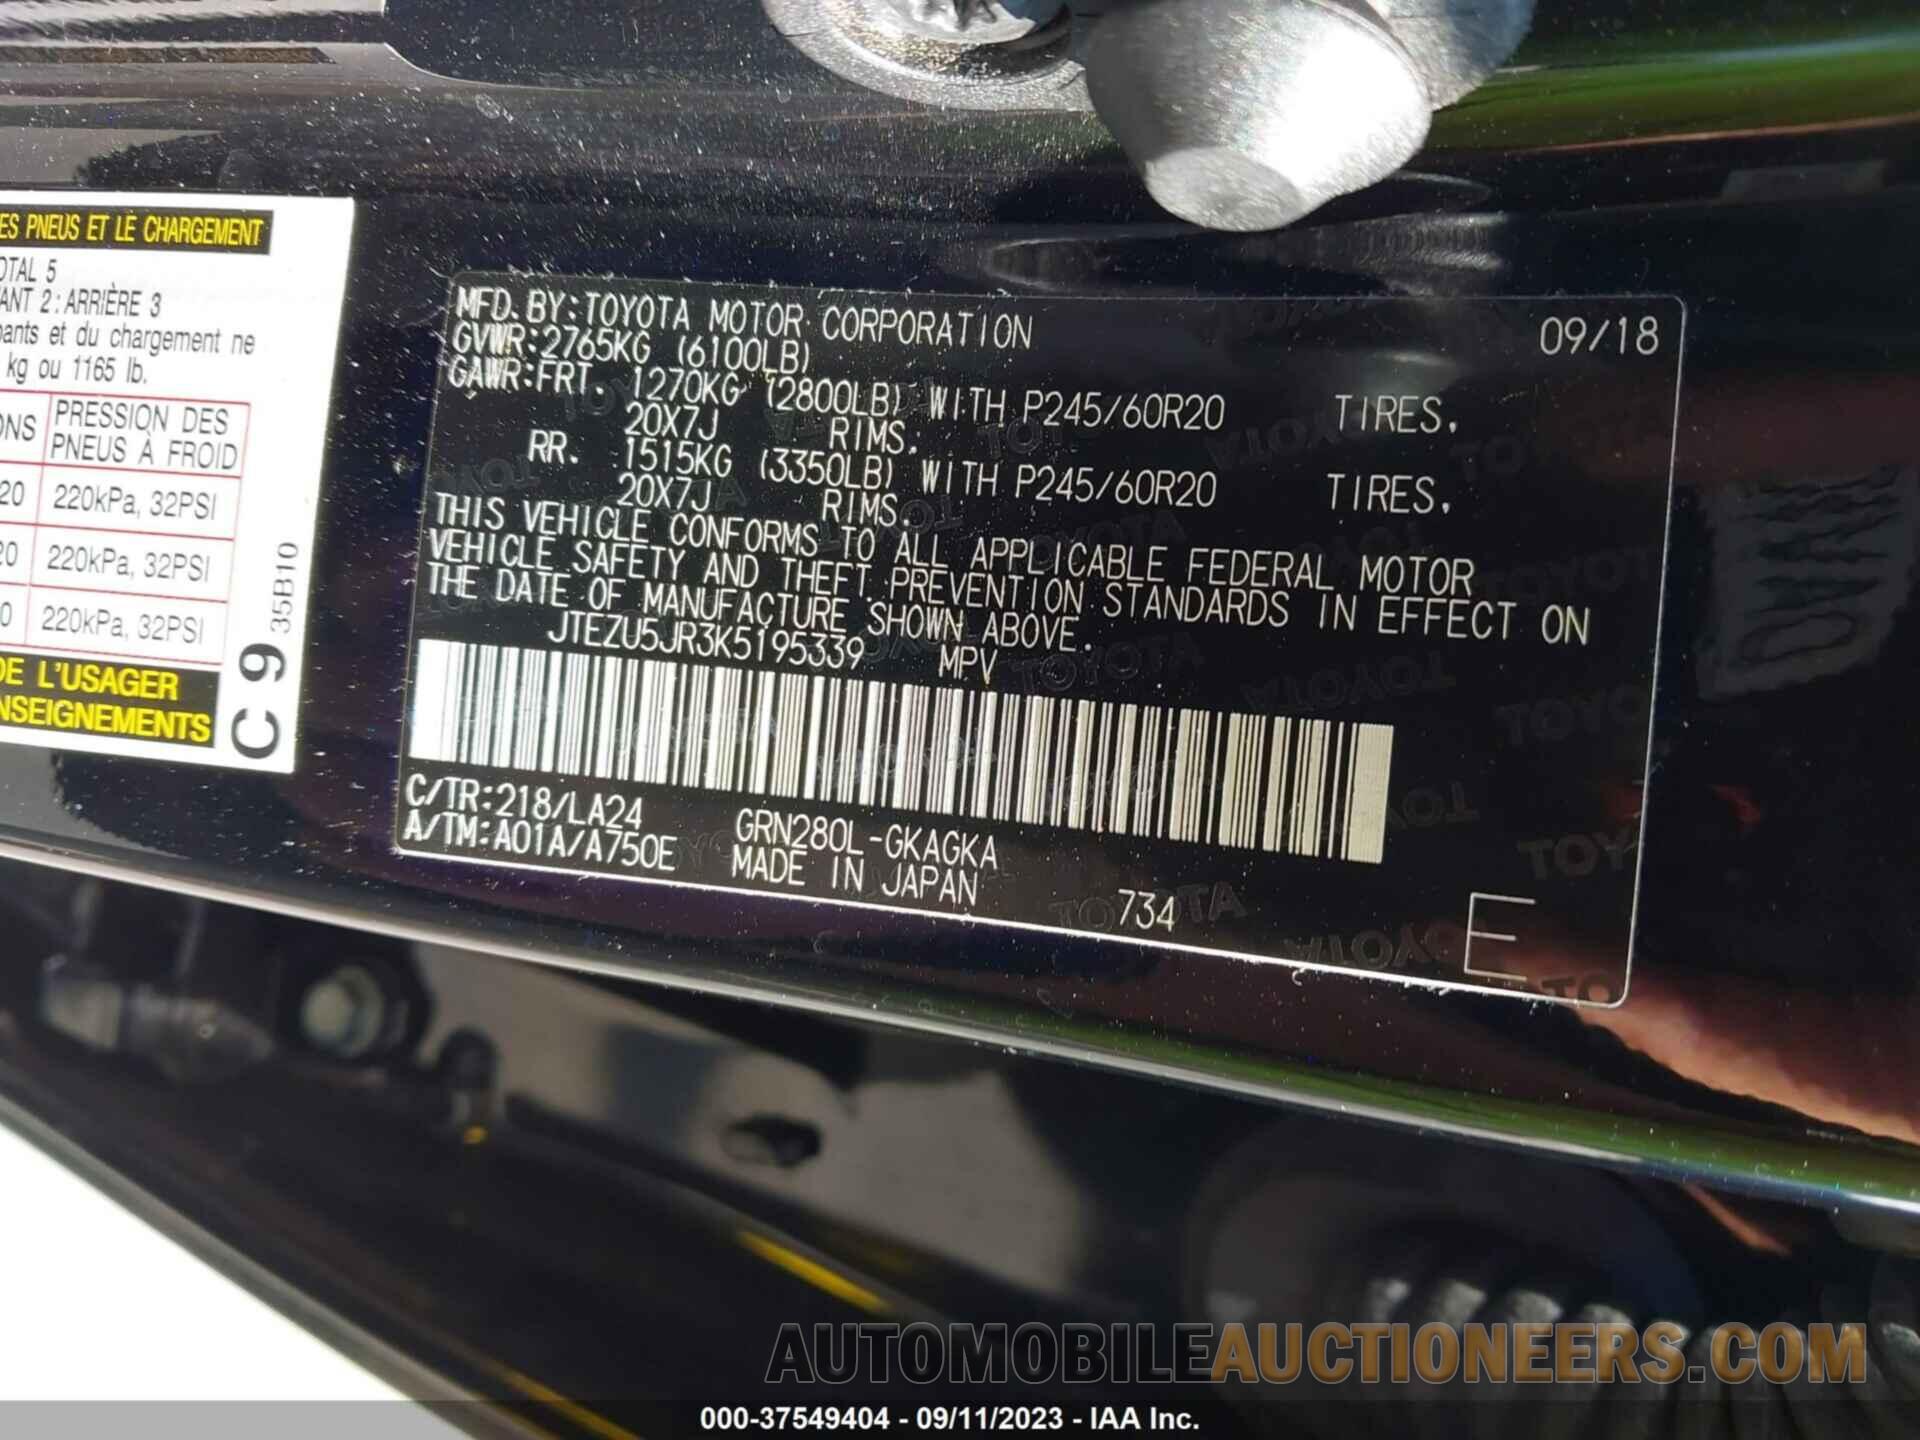 ES PNEUS ET LE CHARGEMENT
OTAL 5
ANT 2 : ARRIÈRE 3
pants et du chargement ne
kg ou 1165 lb.
ONS PRESSION DES
PNEUS À FROID
20 220kPa, 32PSI
20 220kPa, 32PSI
0 220kPa, 32PSI
DE L'USAGER
NSEIGNEMENTS
C 9 35B10
MFD. BY: TOYOTA MOTOR CORPORATION 09/18
GVWR: 2765KG (6100LB)
GAWR: FRT. 1270KG (2800LB) WITH P245/60R20 TIRES,
20X7J RIMS,
RR. 1515KG (3350LB) WITH P245/60R20 TIRES,
20X7J RIMS.
THIS VEHICLE CONFORMS TO ALL APPLICABLE FEDERAL MOTOR
VEHICLE SAFETY AND THEFT PREVENTION STANDARDS IN EFFECT ON
THE DATE OF MANUFACTURE SHOWN ABOVE.
JTEZU5JR3K5195339 MPV
C/TR:218/LA24 GRN280L-GKAGKA
A/TM:A01A/A750E MADE IN JAPAN 734 E
AUTOMOBILEAUCTIONEERS.COM
000-37549404 - 09/11/2023 - IAA Inc.